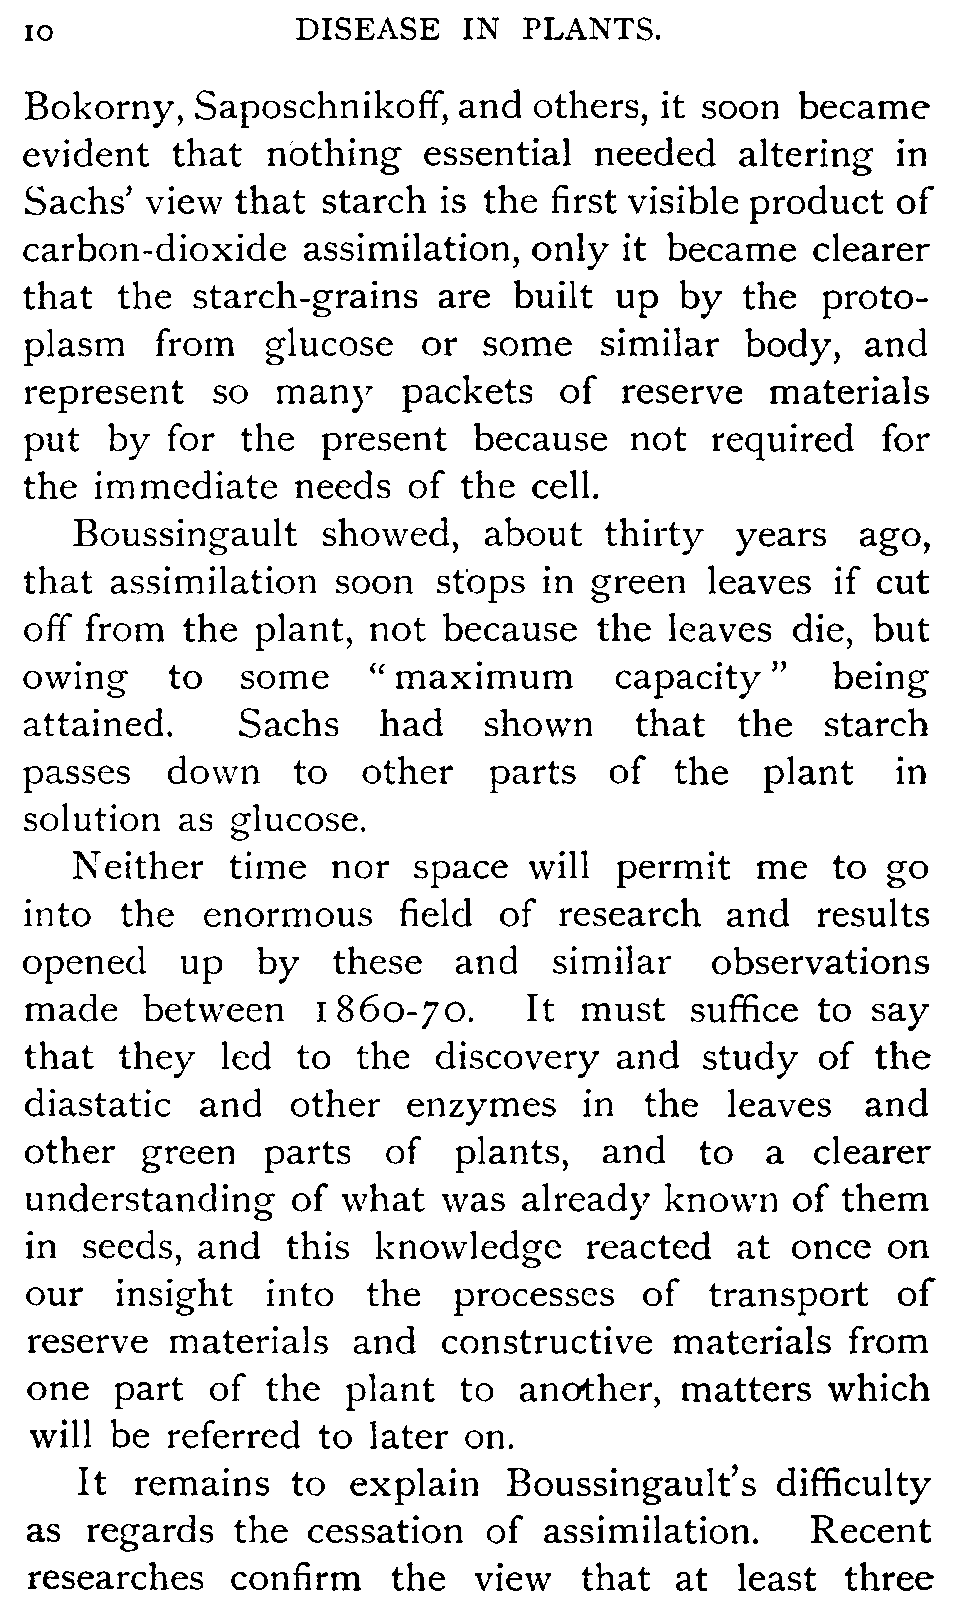 10 DISEASE IN PLANTS.
Bokorny, Saposchnikoff, and others, it soon became
evident that nothing essential needed altering in
Sachs' view that starch is the first visible product of
carbon-dioxide assimilation, only it became clearer
that the starch-grains are built up by the proto-
plasm from glucose or some similar body, and
represent so many packets of reserve materials
put by for the present because not required for
the immediate needs of the cell.
Boussingault showed, about thirty years ago,
that assimilation soon stops in green leaves if cut
off from the plant, not because the leaves die, but
owing to some “maximum capacity” being
attained. Sachs had shown that the starch
passes down to other parts of the plant in
solution as glucose.
Neither time nor space will permit me to go
into the enormous field of research and results
opened up by these and similar observations
made between 1860-70. It must suffice to say
that they led to the discovery and study of the
diastatic and other enzymes in the leaves and
other green parts of plants, and to a clearer
understanding of what was already known of them
in seeds, and this knowledge reacted at once on
our insight into the processes of transport of
reserve materials and constructive materials from
one part of the plant to another, matters which
will be referred to later on.
It remains to explain Boussingault's difficulty
as regards the cessation of assimilation. Recent
researches confirm the view that at least three